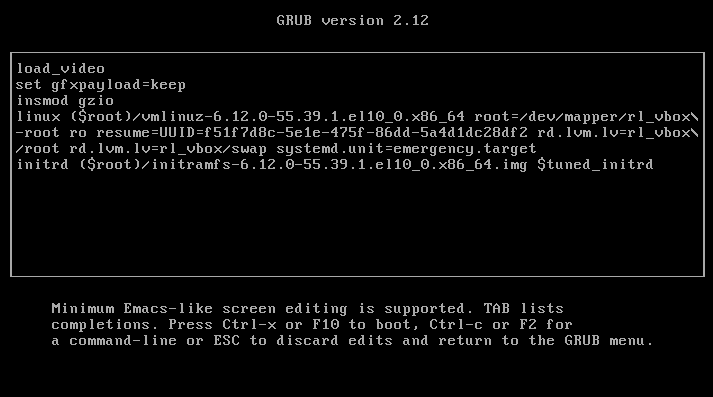 GRUB version 2.12
load_video
set gfxpayload=keep
insmod gzio
linux ($root)/vmlinuz-6.12.0-55.39.1.el10_0.x86_64 root=/dev/mapper/rl_vbox\
-root ro resume=UUID=f51f7d8c-5e1e-475f-86dd-5a4d1dc28df2 rd.lvm.lv=rl_vbox\
/root rd.lvm.lv=rl_vbox/swap systemd.unit=emergency.target
initrd ($root)/initramfs-6.12.0-55.39.1.el10_0.x86_64.img $tuned_initrd
Minimum Emacs-like screen editing is supported. TAB lists
completions. Press Ctrl-x or F10 to boot, Ctrl-c or F2 for
a command-line or ESC to discard edits and return to the GRUB menu.